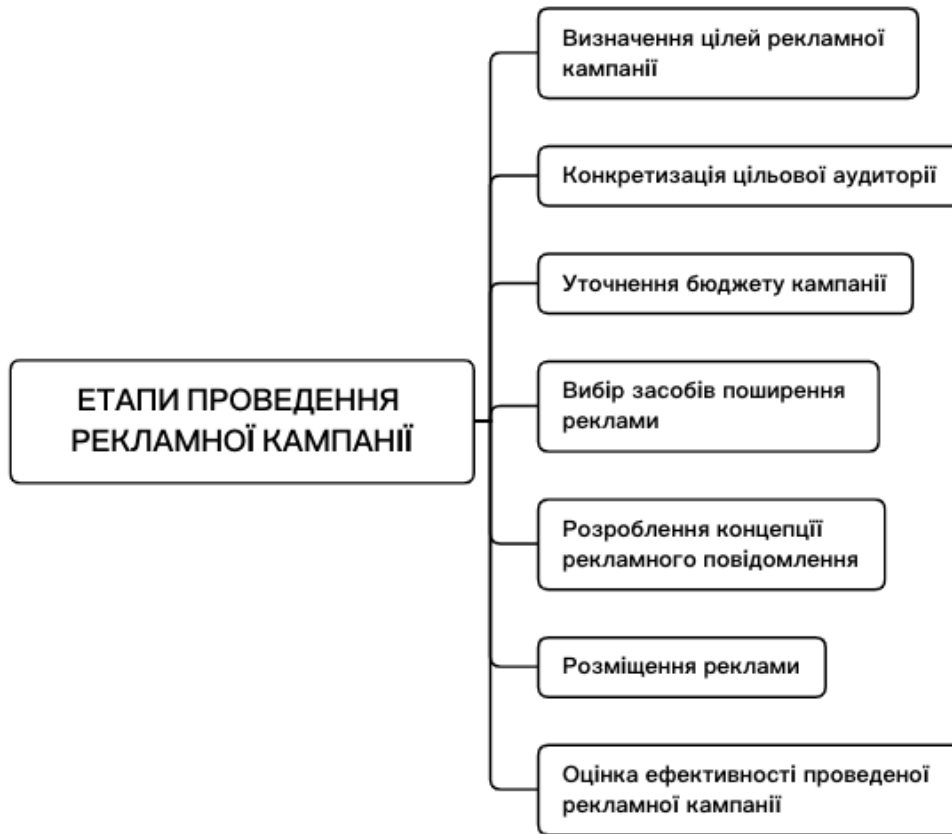 Визначення цілей рекламної
кампанії
Конкретизація цільової аудиторії
Уточнення бюджету кампанії
ЕТАПИ ПРОВЕДЕННЯ
РЕКЛАМНОЇ КАМПАНІЇ
Вибір засобів поширення
реклами
Розроблення концепції
рекламного повідомлення
Розміщення реклами
Оцінка ефективності проведеної
рекламної кампанії